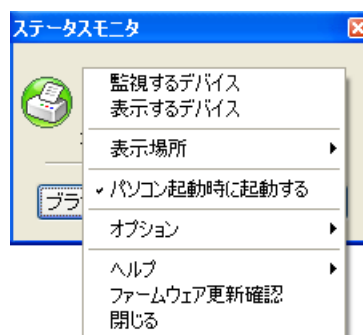 ステータスモニタ
監視するデバイス
表示するデバイス
表示場所
パソコン起動時に起動する
ブラ
オプション
ヘルプ
ファームウェア更新確認
閉じる